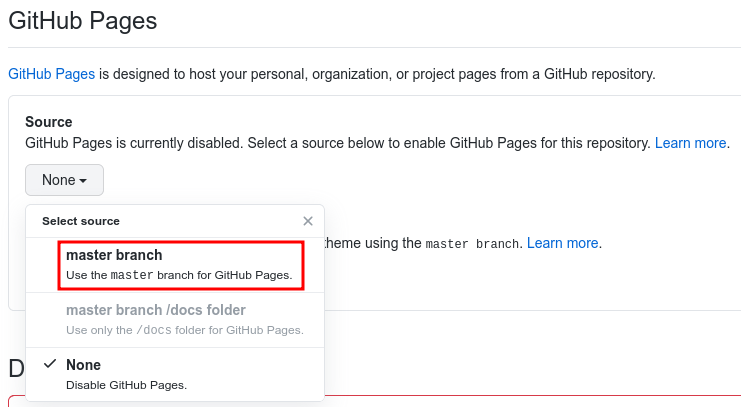 GitHub Pages
GitHub Pages is designed to host your personal, organization, or project pages from a GitHub repository.
Source
GitHub Pages is currently disabled. Select a source below to enable GitHub Pages for this repository. Learn more.
None
Select source
master branch
Use the master branch for GitHub Pages.
theme using the master branch. Learn more.
master branch /docs folder
Use only the /docs folder for GitHub Pages.
None
Disable GitHub Pages.
D